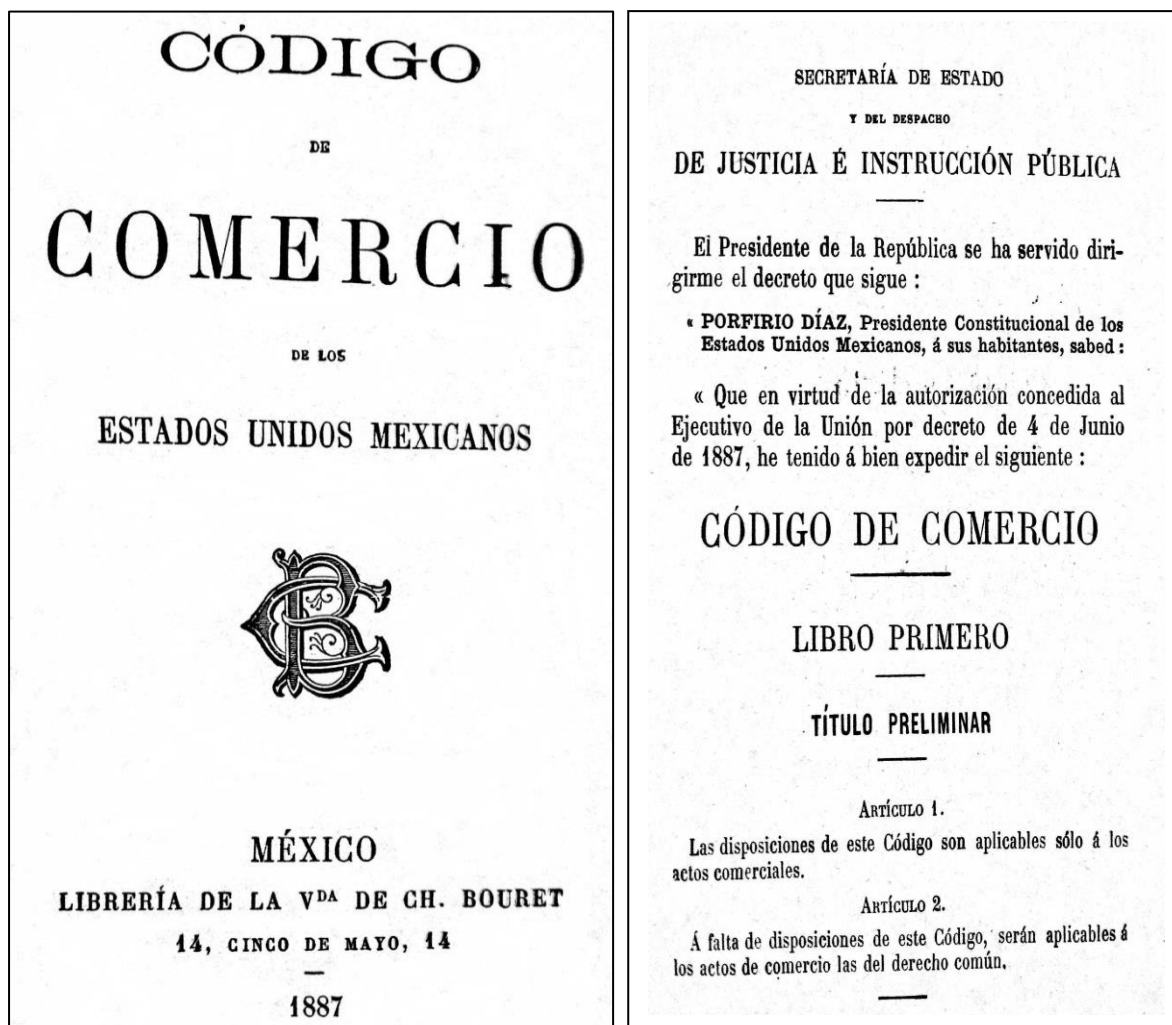 CÓDIGO
DE
COMERCIO
DE LOS
ESTADOS UNIDOS MEXICANOS
MÉXICO
LIBRERÍA DE LA VDA DE CH. BOURET
14, CINCO DE MAYO, 14
1887
SECRETARÍA DE ESTADO
Y DEL DESPACHO
DE JUSTICIA É INSTRUCCIÓN PÚBLICA
El Presidente de la República se ha servido diri-
girme el decreto que sigue :
« PORFIRIO DÍAZ, Presidente Constitucional de los
Estados Unidos Mexicanos, á sus habitantes, sabed :
« Que en virtud de la autorización concedida al
Ejecutivo de la Unión por decreto de 4 de Junio
de 1887, he tenido á bien expedir el siguiente :
CÓDIGO DE COMERCIO
LIBRO PRIMERO
TÍTULO PRELIMINAR
ARTÍCULO 1.
Las disposiciones de este Código son aplicables sólo á los
actos comerciales.
ARTÍCULO 2.
Á falta de disposiciones de este Código, serán aplicables á
los actos de comercio las del derecho común.